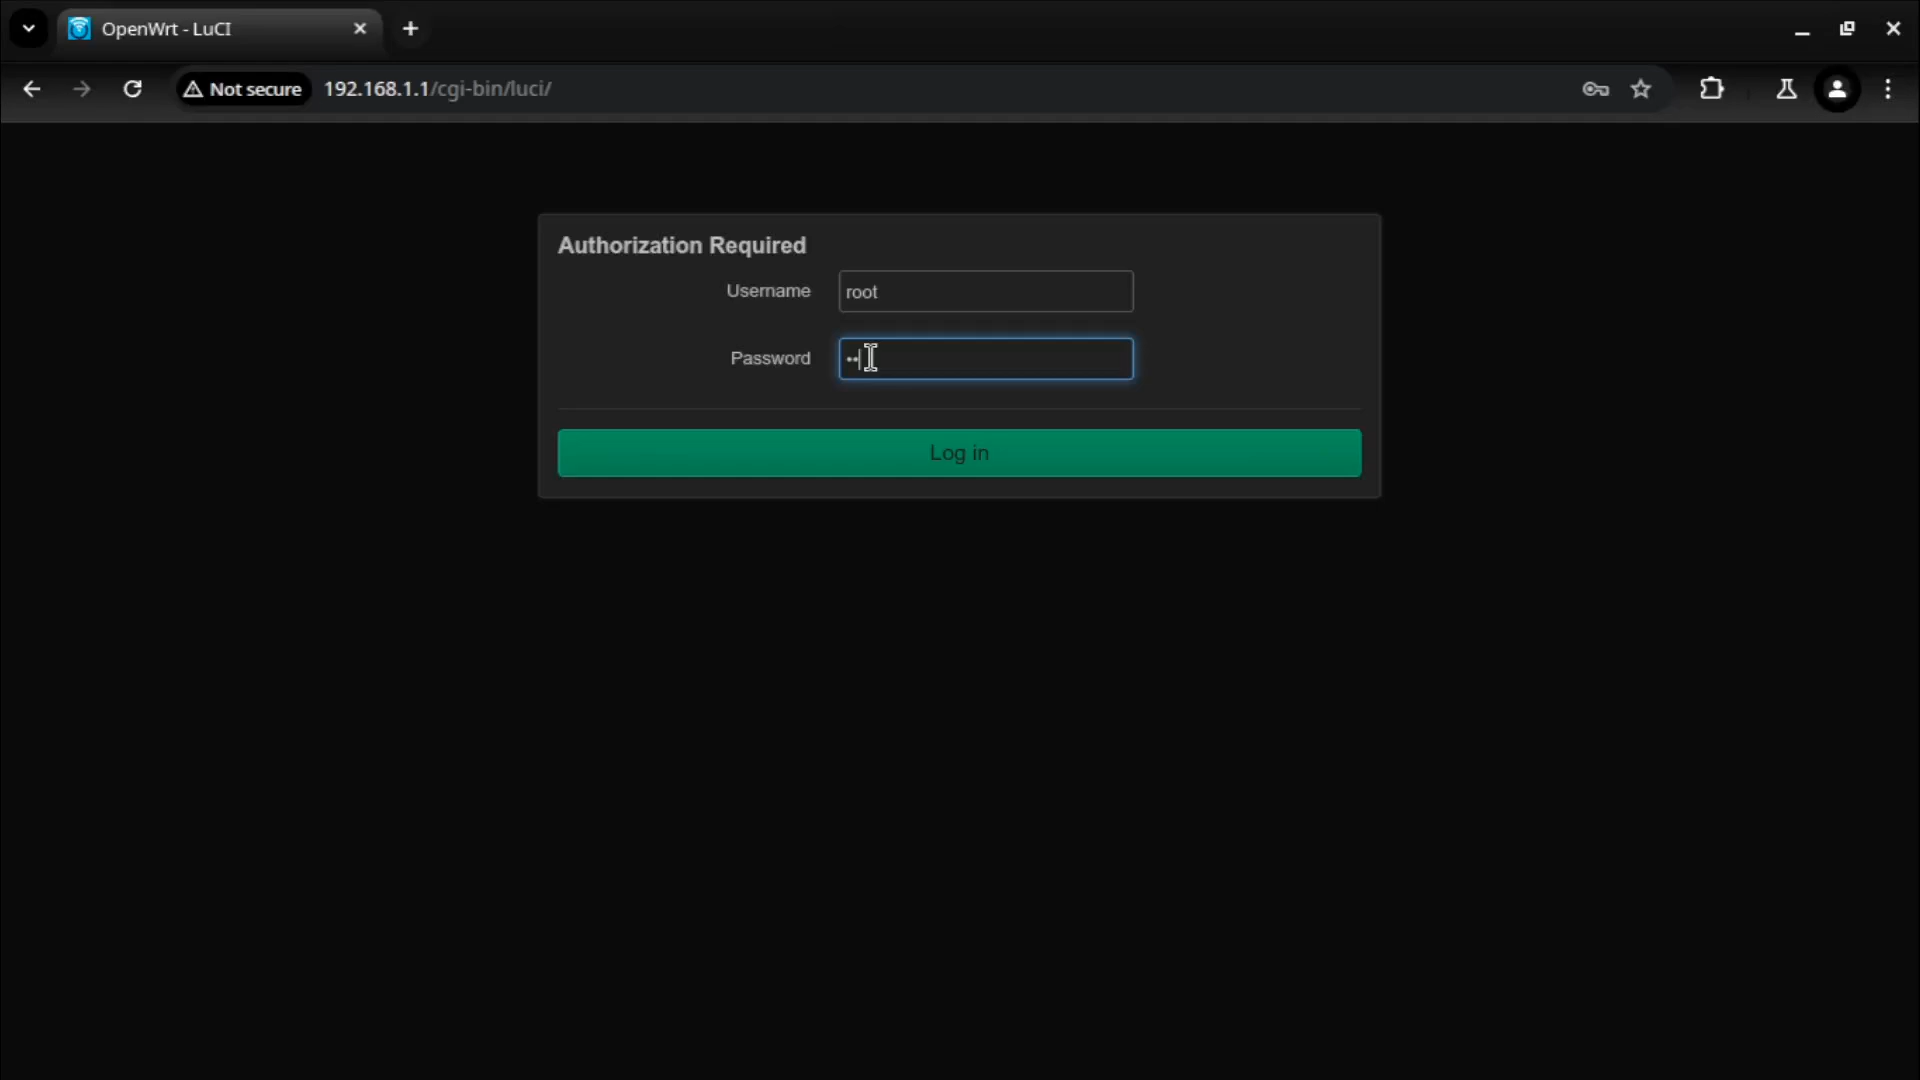 OpenWrt - LuCI
Not secure
192.168.1.1/cgi-bin/luci/
Authorization Required
Username
root
Password
••
Log in